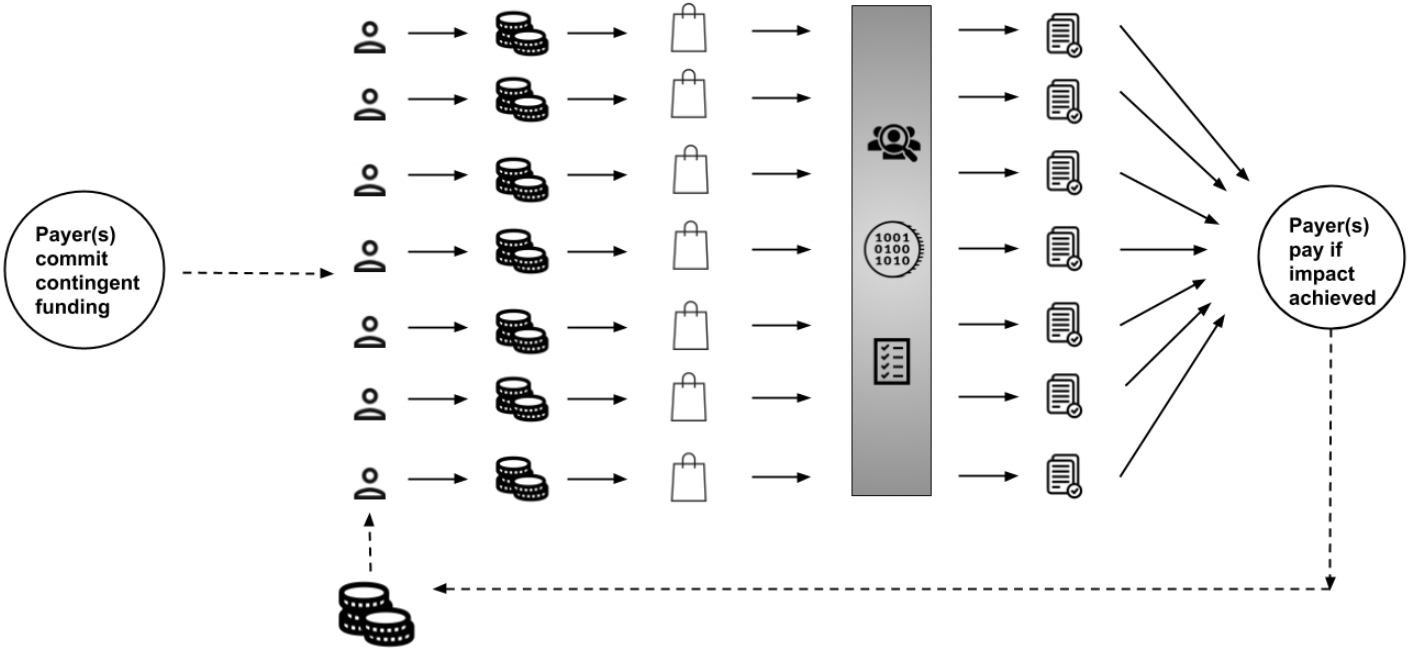 Payer(s)
commit
contingent
funding
1001
0100
1010
Payer(s)
pay if
impact
achieved